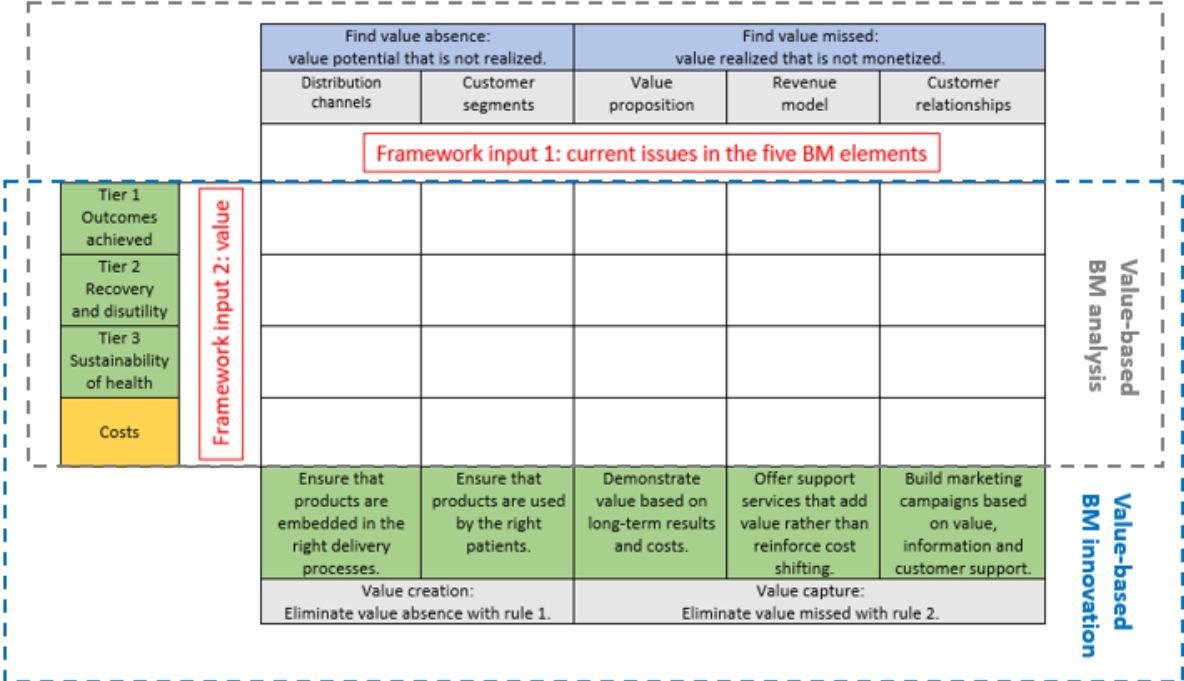 Find value absence:
value potential that is not realized.
Find value missed:
value realized that is not monetized.
Distribution
channels
Customer
segments
Value
proposition
Revenue
model
Customer
relationships
Framework input 1: current issues in the five BM elements
Tier 1
Outcomes
achieved
Tier 2
Recovery
and disutility
Tier 3
Sustainability
of health
Costs
Framework input 2: value
Value-based
BM analysis
Ensure that
products are
embedded in the
right delivery
processes.
Ensure that
products are used
by the right
patients.
Demonstrate
value based on
long-term results
and costs.
Offer support
services that add
value rather than
reinforce cost
shifting.
Build marketing
campaigns based
on value,
information and
customer support.
Value creation:
Eliminate value absence with rule 1.
Value capture:
Eliminate value missed with rule 2.
Value-based
BM innovation